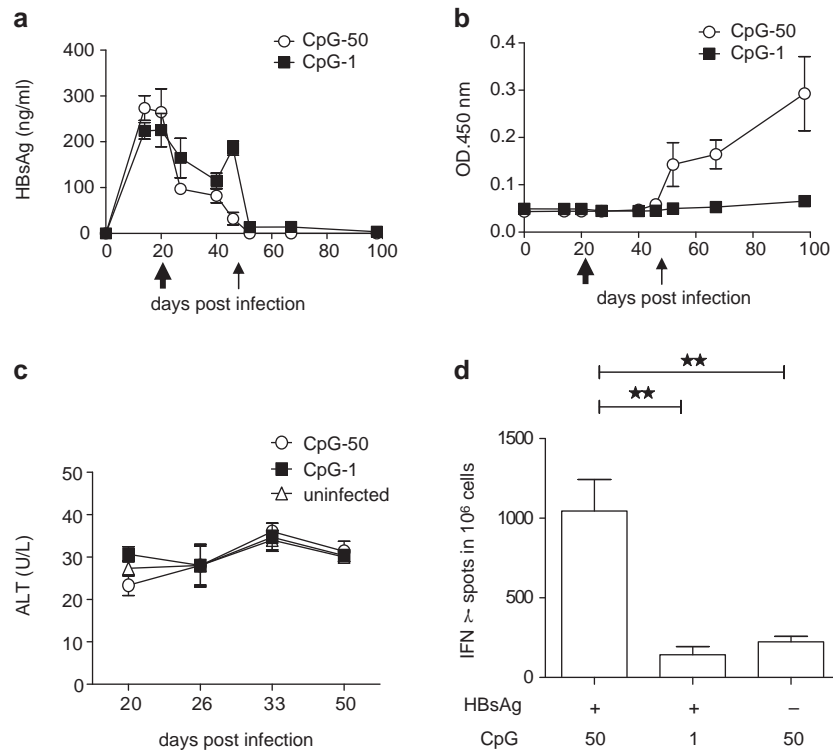 a
CpG-50
CpG-1
HBsAg (ng/ml)
400
300
200
100
0
0 20 40 60 80 100
days post infection
b
CpG-50
CpG-1
OD.450 nm
0.4
0.3
0.2
0.1
0.0
0 20 40 60 80 100
days post infection
c
CpG-50
CpG-1
uninfected
ALT (U/L)
50
40
30
20
10
0
20 26 33 50
days post infection
d
★★
★★
IFN γ- spots in 10⁶ cells
1500
1000
500
0
HBsAg + + –
CpG 50 1 50